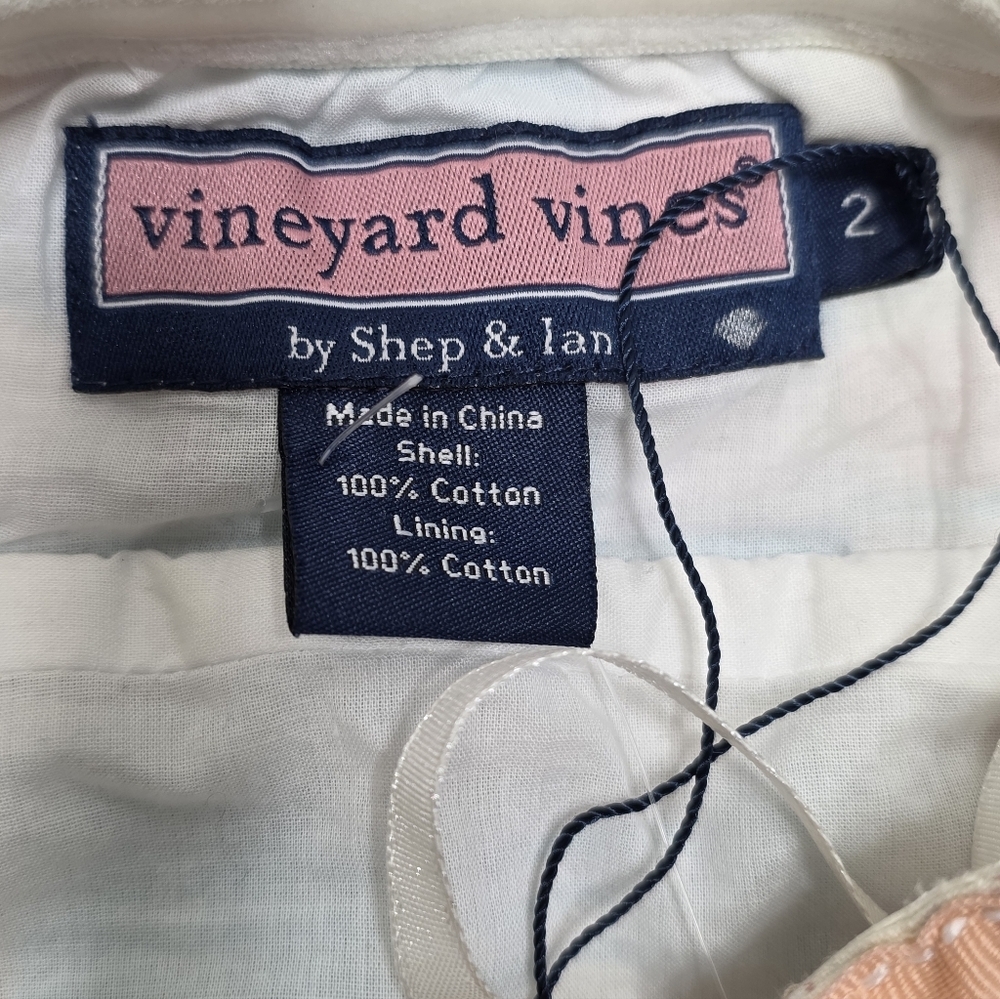 vineyard vines®
2
by Shep & Ian
Made in China
Shell:
100% Cotton
Lining:
100% Cotton